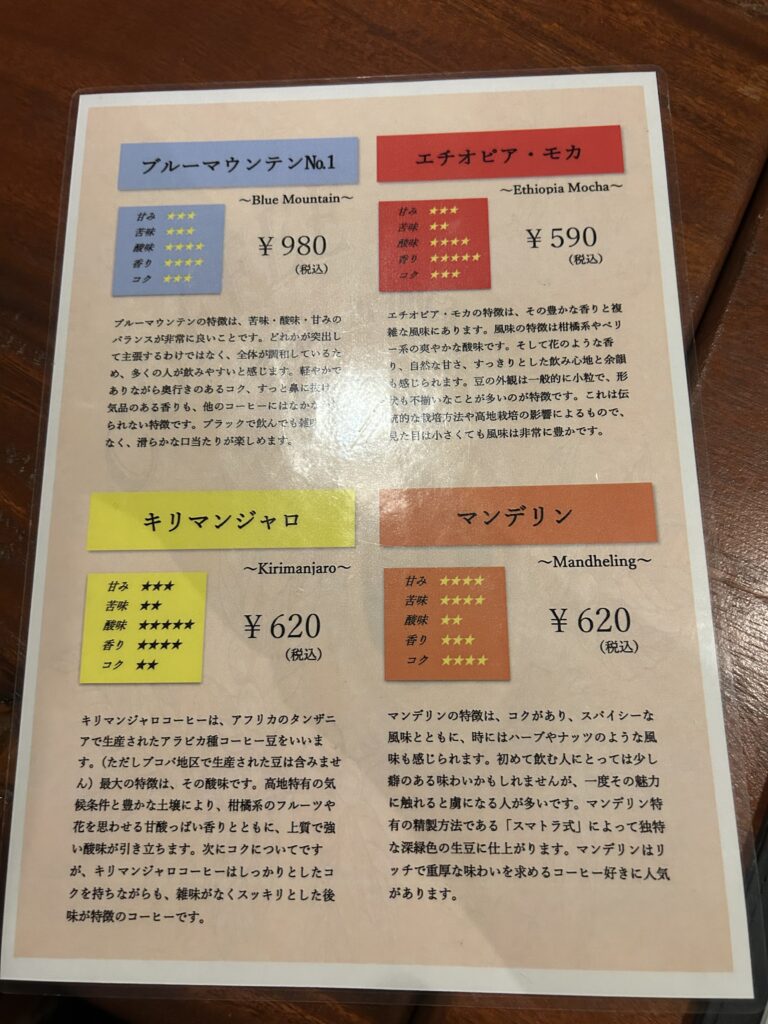 ブルーマウンテン№1
～Blue Mountain～
甘み ★★★
苦味 ★★★
酸味 ★★★★
香り ★★★★
コク ★★★
￥980
(税込)
ブルーマウンテンの特徴は、苦味・酸味・甘みの
バランスが非常に良いことです。どれかが突出し
て主張するわけではなく、全体が調和しているた
め、多くの人が飲みやすいと感じます。軽やかで
ありながら奥行きのあるコク、すっと鼻に抜け
気品のある香りも、他のコーヒーにはなかなか
られない特徴です。ブラックで飲んでも雑味
なく、滑らかな口当たりが楽しめます。
エチオピア・モカ
～Ethiopia Mocha～
甘み ★★★
苦味 ★★
酸味 ★★★★
香り ★★★★★
コク ★★★
￥590
(税込)
エチオピア・モカの特徴は、その豊かな香りと複
雑な風味にあります。風味の特徴は柑橘系やベリ
ー系の爽やかな酸味です。そして花のような香
り、自然な甘さ、すっきりとした飲み心地と余韻
も感じられます。豆の外観は一般的に小粒で、形
状も不揃いなことが多いのが特徴です。これは伝
統的な栽培方法や高地栽培の影響によるもので、
見た目は小さくても風味は非常に豊かです。
キリマンジャロ
～Kirimanjaro～
甘み ★★★
苦味 ★★
酸味 ★★★★★
香り ★★★★
コク ★★
￥620
(税込)
キリマンジャロコーヒーは、アフリカのタンザニ
アで生産されたアラビカ種コーヒー豆をいいま
す。（ただしブコバ地区で生産された豆は含みませ
ん）最大の特徴は、その酸味です。高地特有の気
候条件と豊かな土壌により、柑橘系のフルーツや
花を思わせる甘酸っぱい香りとともに、上質で強
い酸味が引き立ちます。次にコクについてです
が、キリマンジャロコーヒーはしっかりとしたコ
クを持ちながらも、雑味がなくスッキリとした後
味が特徴のコーヒーです。
マンデリン
～Mandheling～
甘み ★★★★
苦味 ★★★★
酸味 ★★
香り ★★★
コク ★★★★
￥620
(税込)
マンデリンの特徴は、コクがあり、スパイシーな
風味とともに、時にはハーブやナッツのような風
味も感じられます。初めて飲む人にとっては少し
癖のある味わいかもしれませんが、一度その魅力
に触れると虜になる人が多いです。マンデリン特
有の精製方法である「スマトラ式」によって独特
な深緑色の生豆に仕上がります。マンデリンはリ
ッチで重厚な味わいを求めるコーヒー好きに人気
があります。